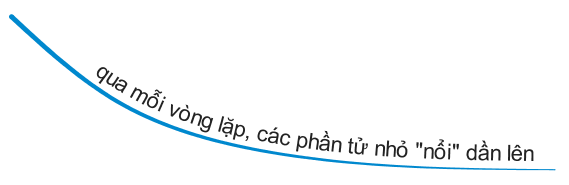 qua mỗi vòng lặp, các phần tử nhỏ "nổi" dần lên